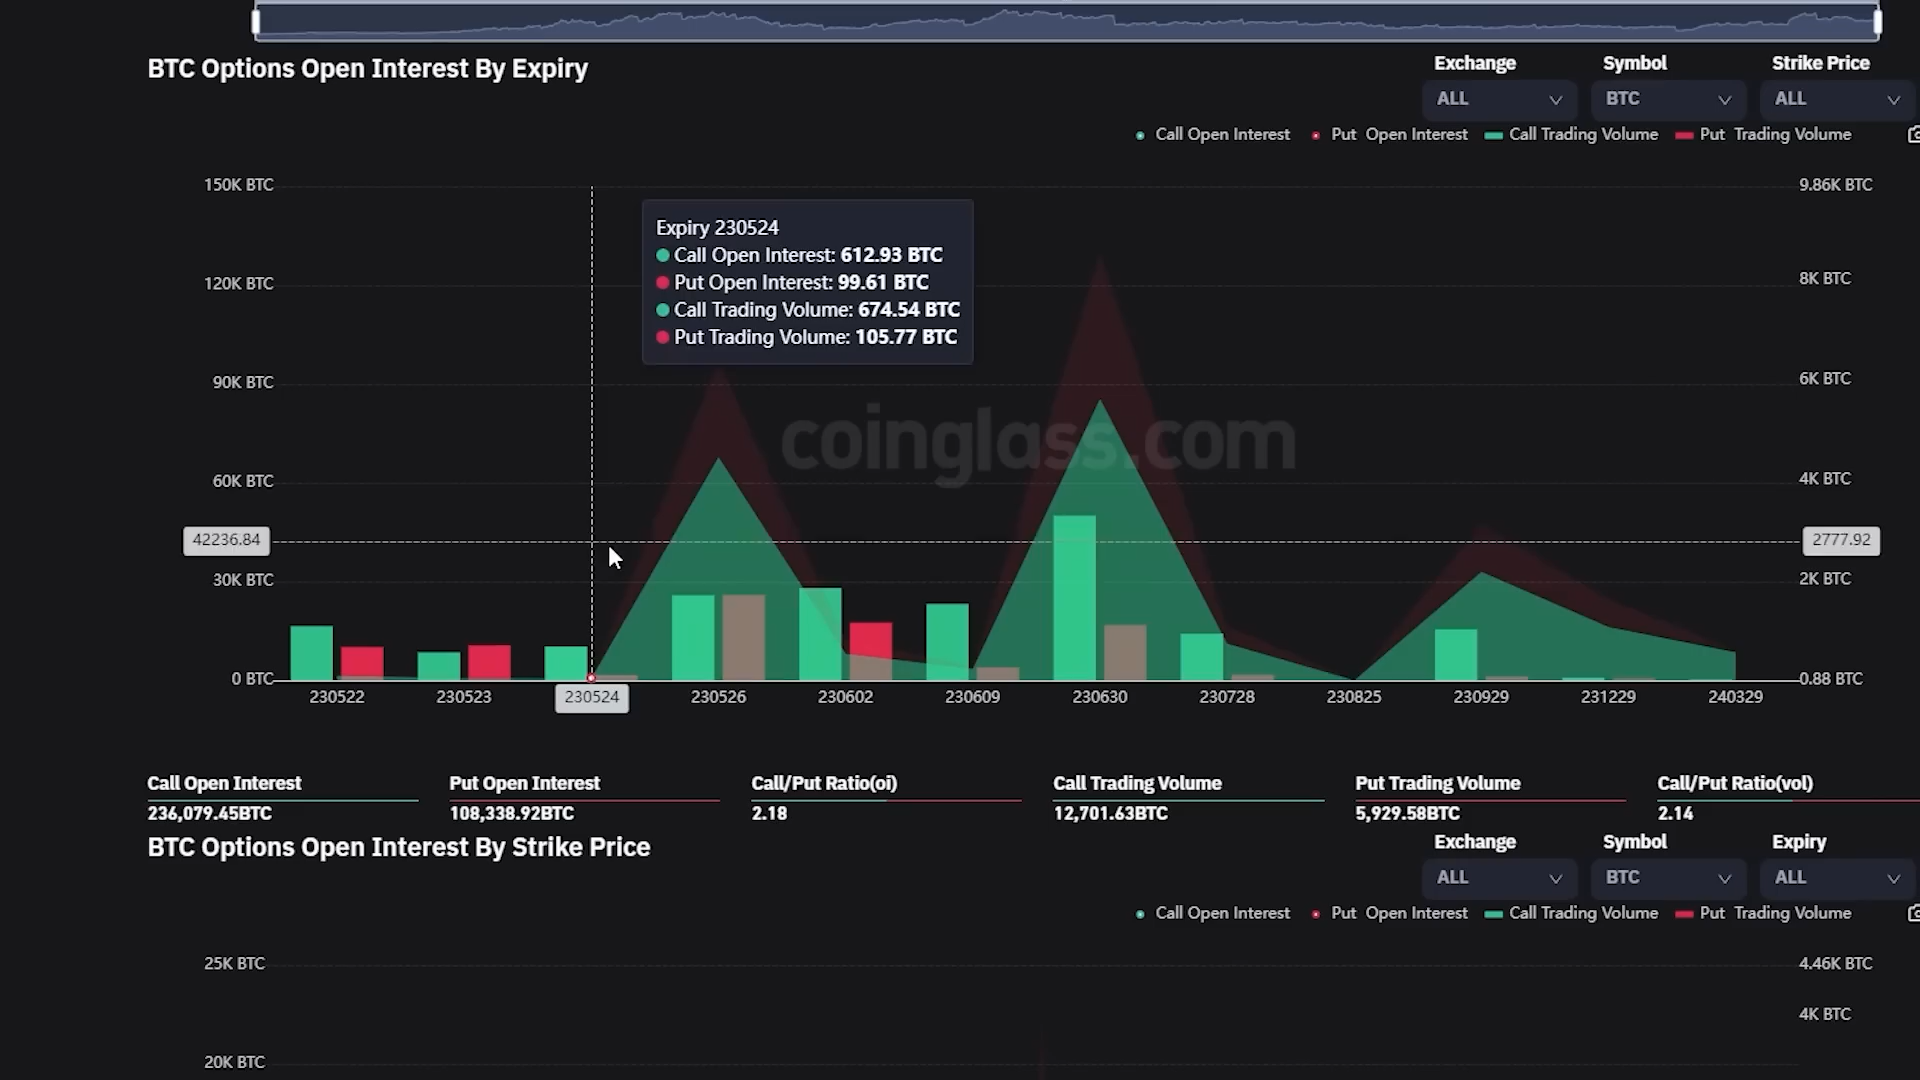 BTC Options Open Interest By Expiry
Exchange Symbol Strike Price
ALL BTC ALL
Call Open Interest Put Open Interest Call Trading Volume Put Trading Volume
150K BTC 9.86K BTC
Expiry 230524
Call Open Interest: 612.93 BTC
Put Open Interest: 99.61 BTC
Call Trading Volume: 674.54 BTC
Put Trading Volume: 105.77 BTC
120K BTC 8K BTC
90K BTC 6K BTC
coinglass.com
60K BTC 4K BTC
42236.84 2777.92
30K BTC 2K BTC
0 BTC 0.88 BTC
230522 230523 230524 230526 230602 230609 230630 230728 230825 230929 231229 240329
Call Open Interest Put Open Interest Call/Put Ratio(oi) Call Trading Volume Put Trading Volume Call/Put Ratio(vol)
236,079.45BTC 108,338.92BTC 2.18 12,701.63BTC 5,929.58BTC 2.14
BTC Options Open Interest By Strike Price
Exchange Symbol Expiry
ALL BTC ALL
Call Open Interest Put Open Interest Call Trading Volume Put Trading Volume
25K BTC 4.46K BTC
4K BTC
20K BTC